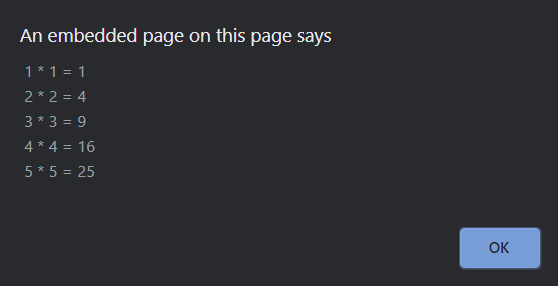 An embedded page on this page says
1 * 1 = 1
2 * 2 = 4
3 * 3 = 9
4 * 4 = 16
5 * 5 = 25
OK